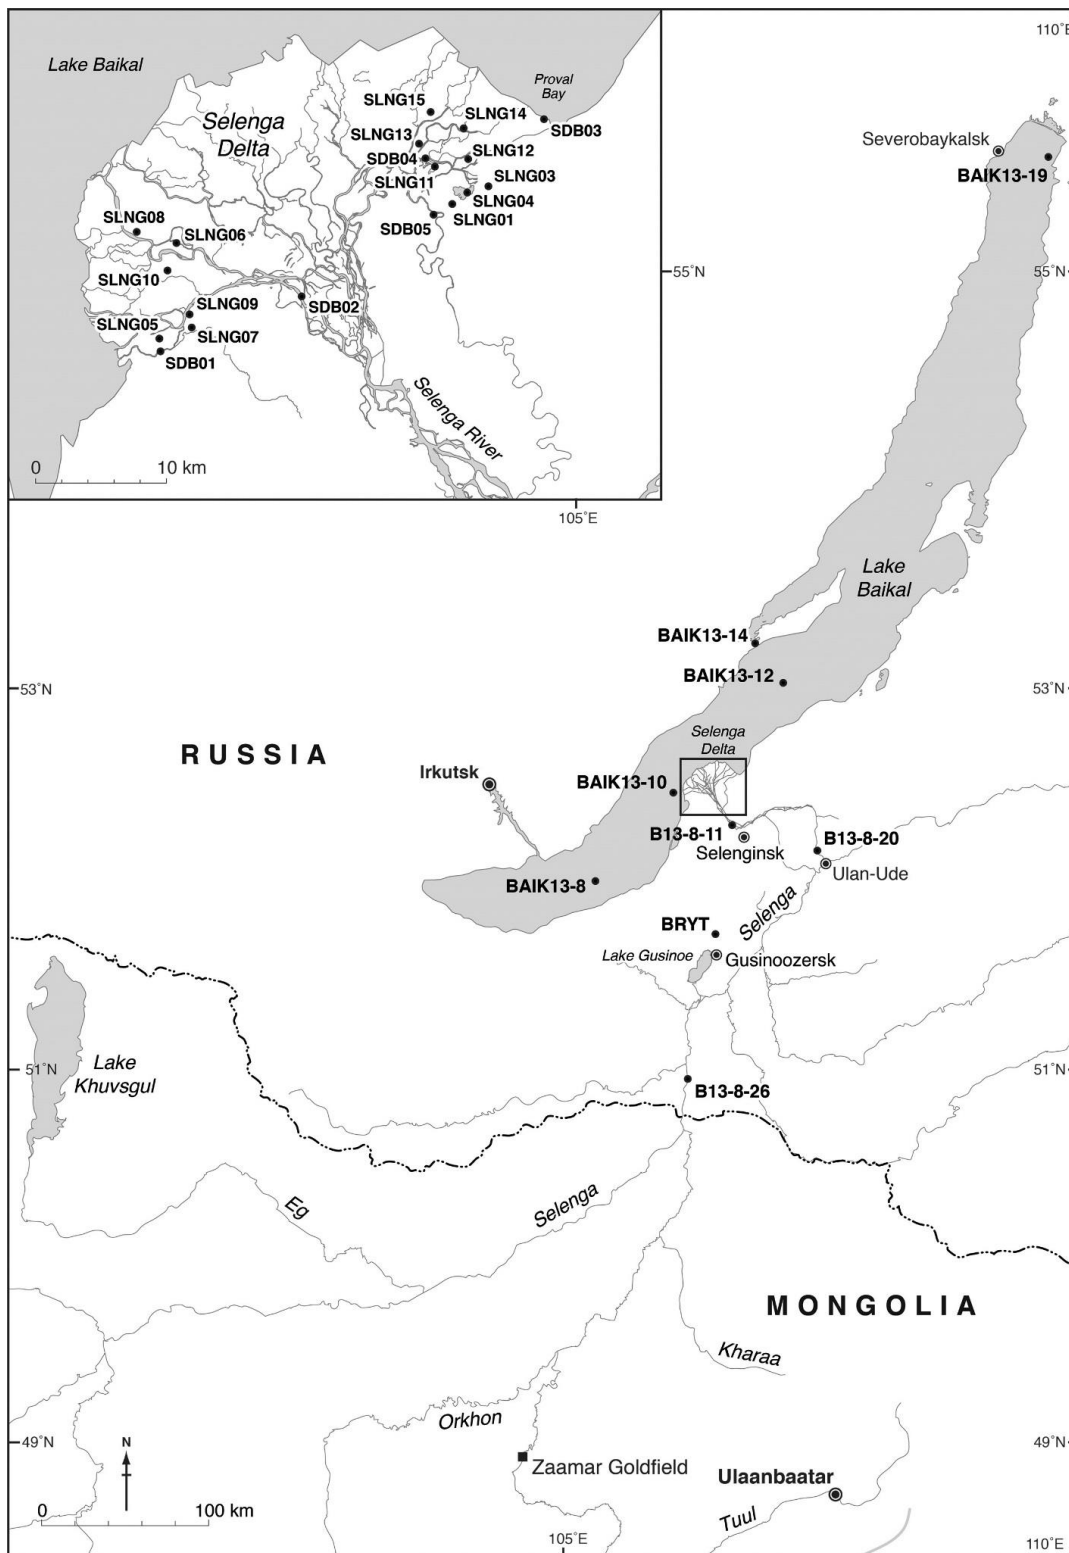 110˚E
Lake Baikal
Proval
Bay
SLNG15
SLNG14
Selenga
Delta
SDB03
SLNG13
Severobaykalsk
SDB04
SLNG12
BAIK13-19
SLNG11
SLNG03
SLNG04
SLNG01
SDB05
SLNG08
SLNG06
SLNG10
55˚N
55˚N
SLNG09
SDB02
SLNG05
SLNG07
SDB01
Selenga River
0 10 km
105˚E
Lake
Baikal
BAIK13-14
BAIK13-12
53˚N
53˚N
Selenga
Delta
RUSSIA
Irkutsk
BAIK13-10
B13-8-11
B13-8-20
Selenginsk
Ulan-Ude
BAIK13-8
Selenga
BRYT
Lake Gusinoe
Gusinoozersk
51˚N
Lake
Khuvsgul
51˚N
B13-8-26
Eg
Selenga
MONGOLIA
Kharaa
Orkhon
49˚N
49˚N
N
Zaamar Goldfield
Ulaanbaatar
0 100 km
Tuul
105˚E
110˚E